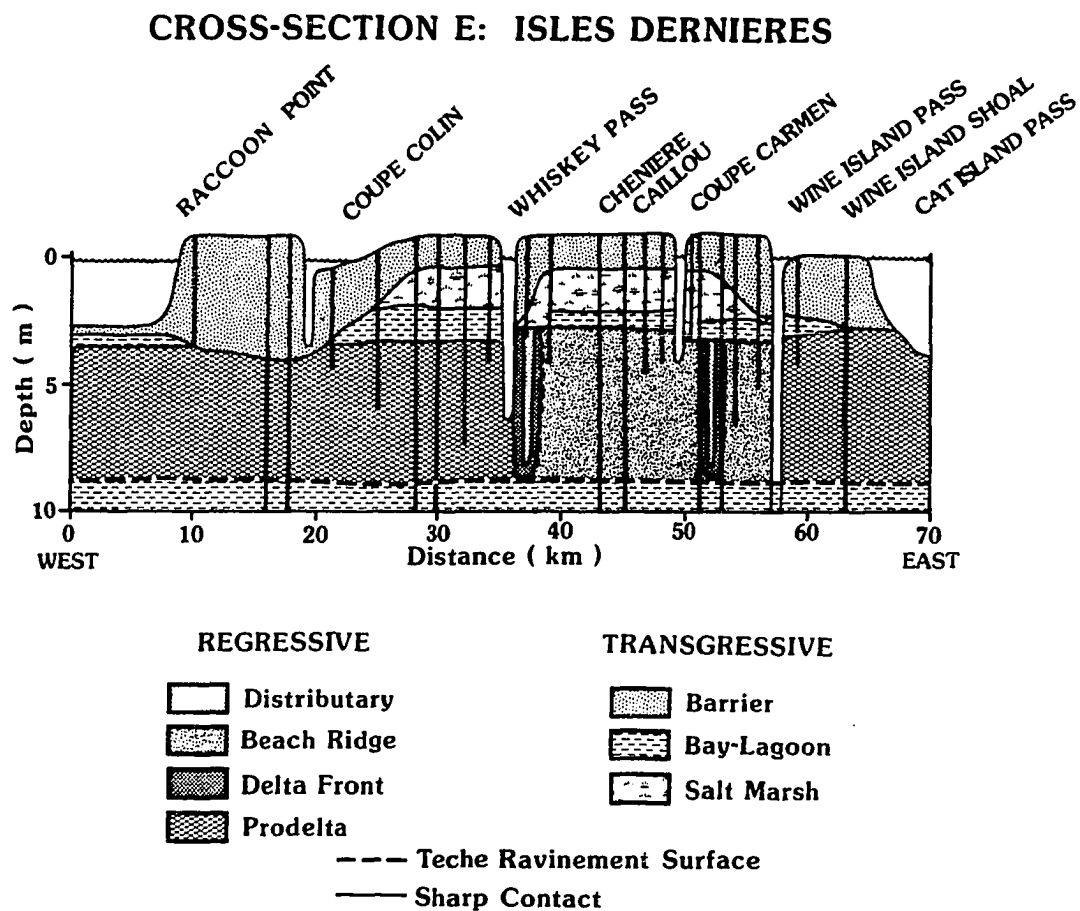 CROSS-SECTION E: ISLES DERNIERES
RACCOON POINT
COUPE COLIN
WHISKEY PASS
CHENIERE
CAILLOU
COUPE CARMEN
WINE ISLAND PASS
WINE ISLAND SHOAL
CAT ISLAND PASS
Depth ( m )
0
5
10
0 10 20 30 40 50 60 70
WEST Distance ( km ) EAST
REGRESSIVE
Distributary
Beach Ridge
Delta Front
Prodelta
TRANSGRESSIVE
Barrier
Bay-Lagoon
Salt Marsh
Teche Ravinement Surface
Sharp Contact